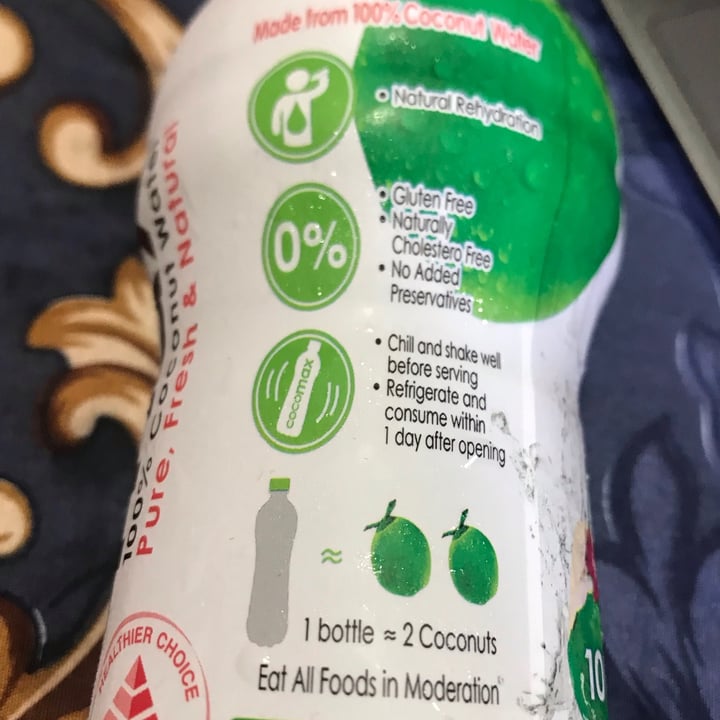 Made from 100% Coconut Water
• Natural Rehydration
0%
• Gluten Free
• Naturally
Cholestero Free
• No Added
Preservatives
cocomax
• Chill and shake well
before serving
• Refrigerate and
consume within
1 day after opening
1 bottle ≈ 2 Coconuts
Eat All Foods in Moderation
100% Coconut Water
Pure, Fresh & Natural
HEALTHIER CHOICE
10